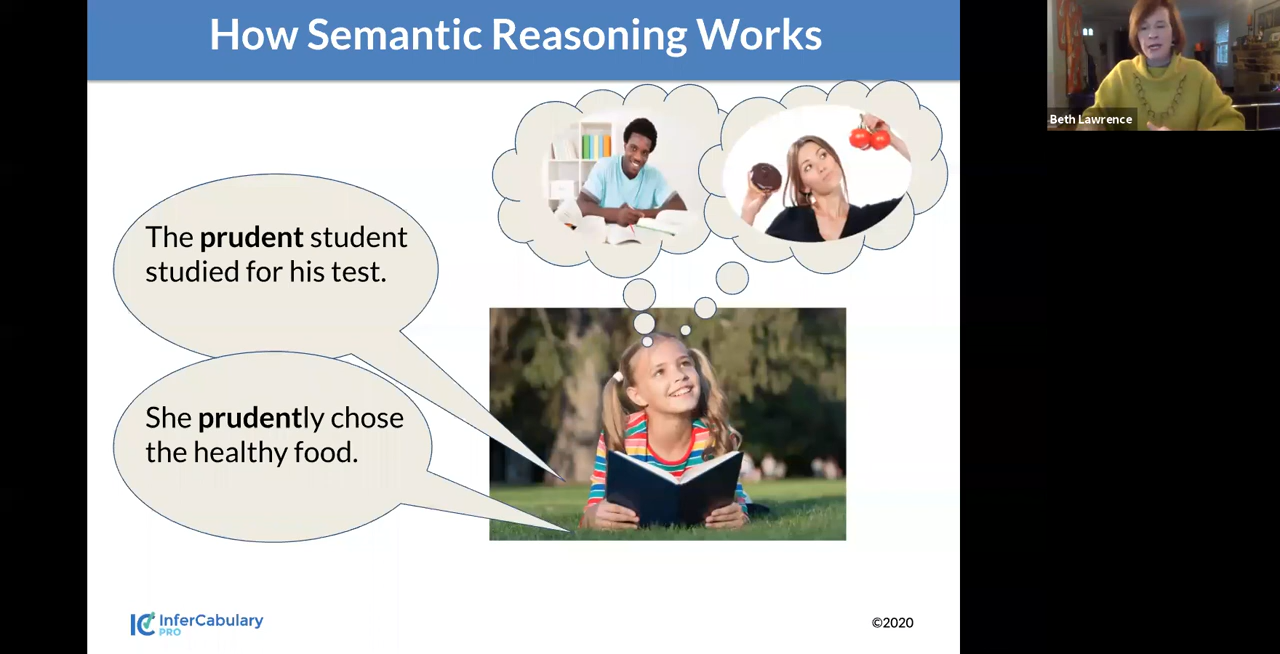 How Semantic Reasoning Works
Beth Lawrence
The prudent student
studied for his test.
She prudently chose
the healthy food.
IC InferCabulary
PRO
©2020